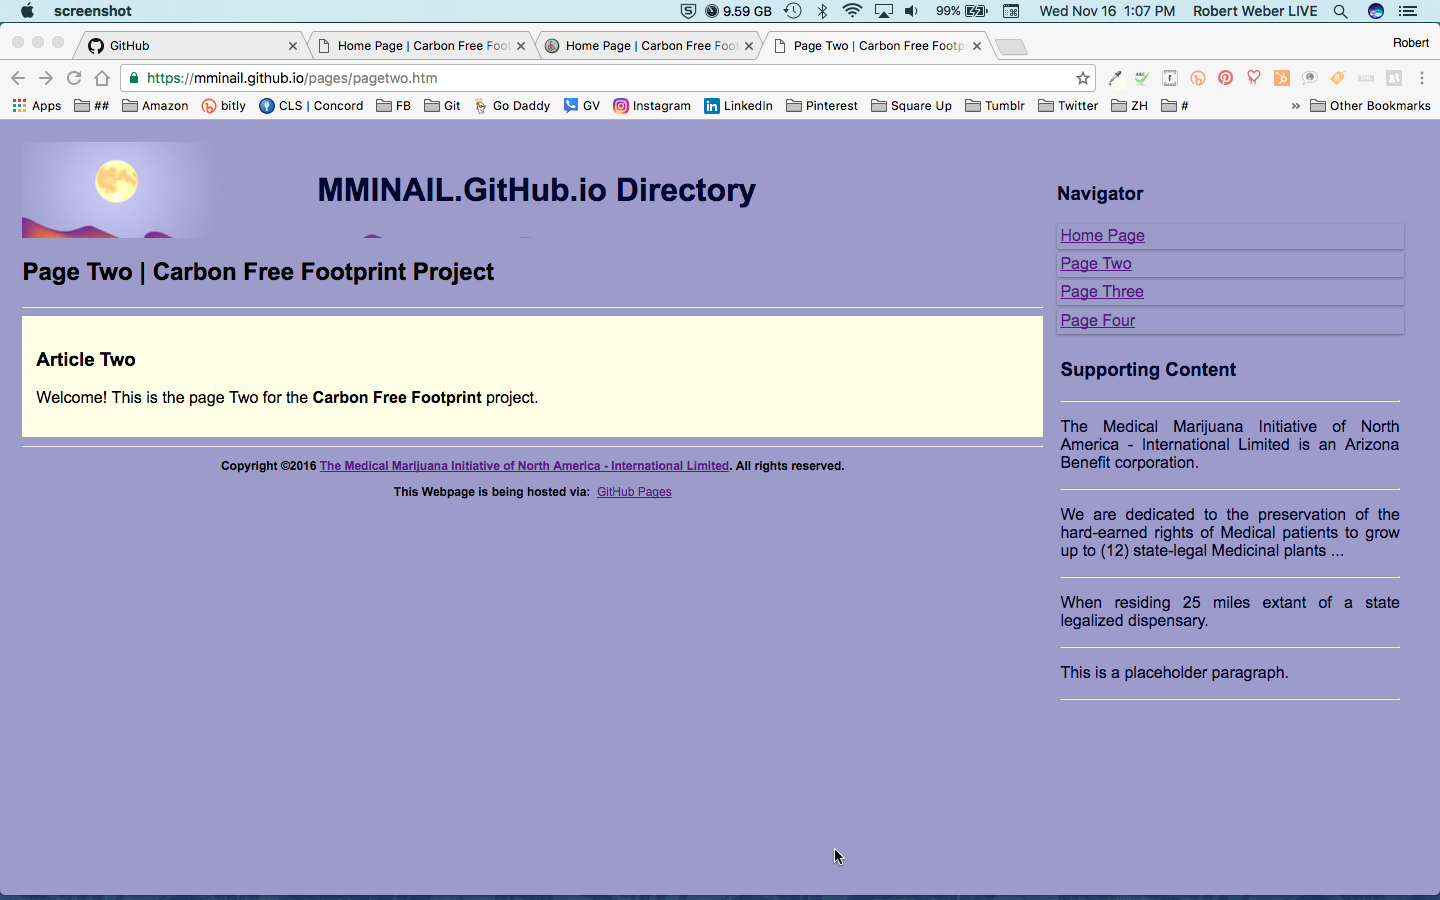 screenshot 9.59 GB 99% Wed Nov 16 1:07 PM Robert Weber LIVE
GitHub Home Page | Carbon Free Foot Home Page | Carbon Free Foot Page Two | Carbon Free Footp Robert
https://mminail.github.io/pages/pagetwo.htm
Apps ## Amazon bitly CLS | Concord FB Git Go Daddy GV Instagram LinkedIn Pinterest Square Up Tumblr Twitter ZH # » Other Bookmarks
MMINAIL.GitHub.io Directory
Page Two | Carbon Free Footprint Project
Article Two
Welcome! This is the page Two for the Carbon Free Footprint project.
Copyright ©2016 The Medical Marijuana Initiative of North America - International Limited. All rights reserved.
This Webpage is being hosted via: GitHub Pages
Navigator
Home Page
Page Two
Page Three
Page Four
Supporting Content
The Medical Marijuana Initiative of North
America - International Limited is an Arizona
Benefit corporation.
We are dedicated to the preservation of the
hard-earned rights of Medical patients to grow
up to (12) state-legal Medicinal plants ...
When residing 25 miles extant of a state
legalized dispensary.
This is a placeholder paragraph.